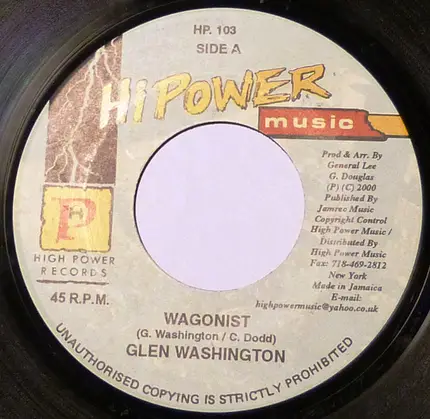 HP. 103
SIDE A
HI POWER
music
Prod & Arr. By
General Lee
G. Douglas
(P) (C) 2000
Published By
Jamrec Music
Copyright Control
High Power Music /
Distributed By
High Power Music
Fax: 718-469-2812
New York
Made in Jamaica
E-mail:
highpowermusic@yahoo.co.uk
H
P
HIGH POWER
RECORDS
45 R.P.M.
WAGONIST
(G. Washington / C. Dodd)
GLEN WASHINGTON
UNAUTHORISED COPYING IS STRICTLY PROHIBITED